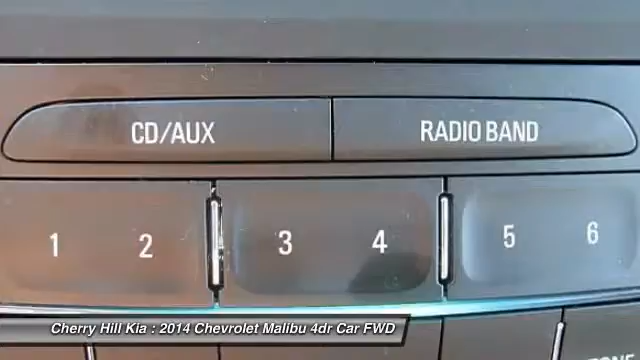 CD/AUX RADIO BAND
1 2 3 4 5 6
Cherry Hill Kia : 2014 Chevrolet Malibu 4dr Car FWD